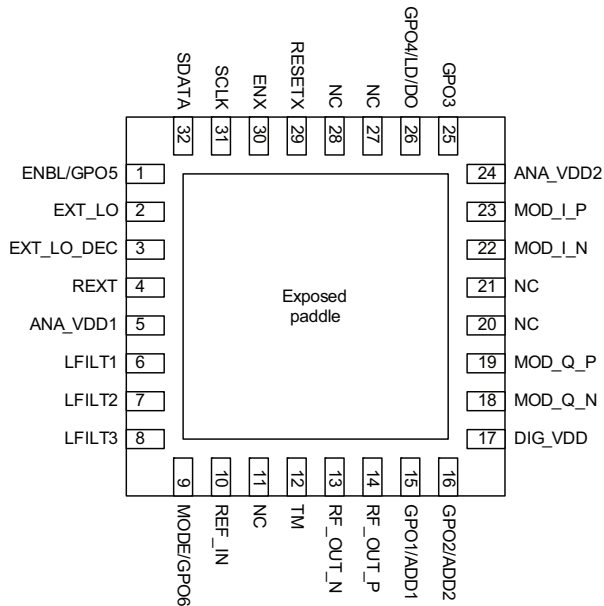 SDATA
SCLK
ENX
RESETX
NC
NC
GPO4/LD/DO
GPO3
32
31
30
29
28
27
26
25
ENBL/GPO5 1
EXT_LO 2
EXT_LO_DEC 3
REXT 4
ANA_VDD1 5
LFILT1 6
LFILT2 7
LFILT3 8
Exposed
paddle
24 ANA_VDD2
23 MOD_I_P
22 MOD_I_N
21 NC
20 NC
19 MOD_Q_P
18 MOD_Q_N
17 DIG_VDD
9
10
11
12
13
14
15
16
MODE/GPO6
REF_IN
NC
TM
RF_OUT_N
RF_OUT_P
GPO1/ADD1
GPO2/ADD2